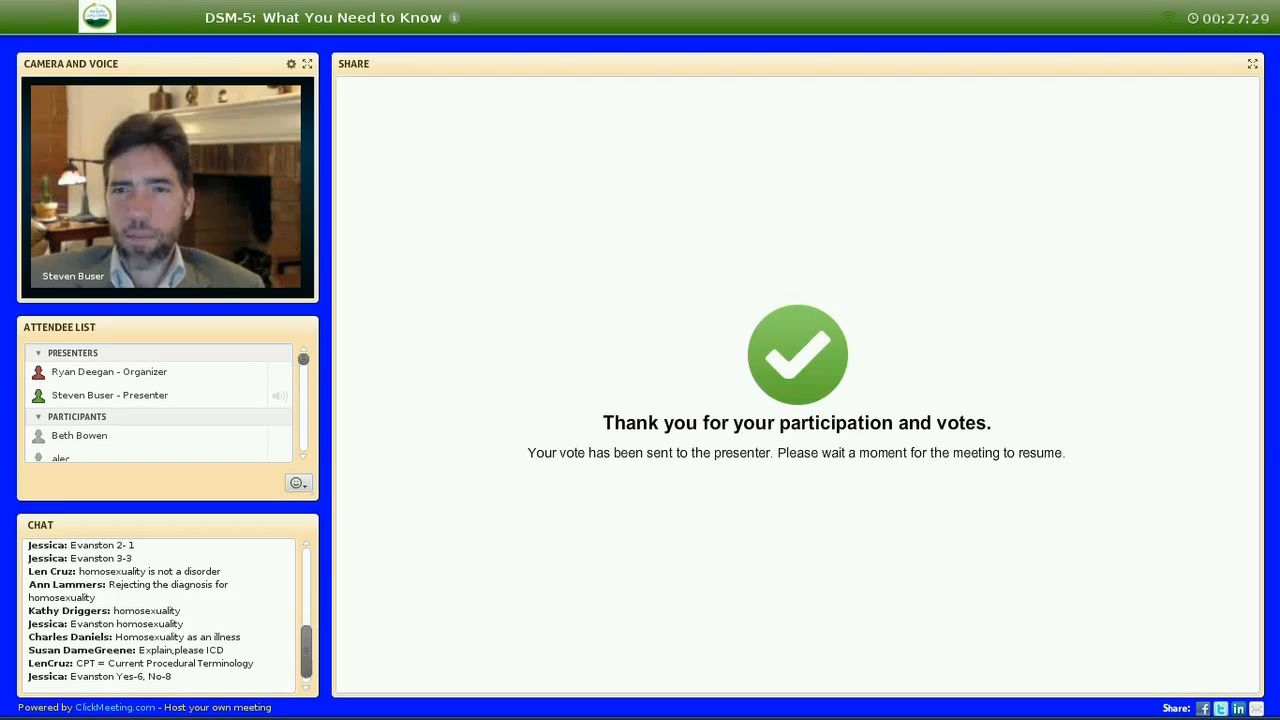 DSM-5: What You Need to Know
00:27:29
CAMERA AND VOICE
Steven Buser
ATTENDEE LIST
PRESENTERS
Ryan Deegan - Organizer
Steven Buser - Presenter
PARTICIPANTS
Beth Bowen
alec
CHAT
Jessica: Evanston 2- 1
Jessica: Evanston 3-3
Len Cruz: homosexuality is not a disorder
Ann Lammers: Rejecting the diagnosis for
homosexuality
Kathy Driggers: homosexuality
Jessica: Evanston homosexuality
Charles Daniels: Homosexuality as an illness
Susan DameGreene: Explain,please ICD
LenCruz: CPT = Current Procedural Terminology
Jessica: Evanston Yes-6, No-8
SHARE
Thank you for your participation and votes.
Your vote has been sent to the presenter. Please wait a moment for the meeting to resume.
Powered by ClickMeeting.com - Host your own meeting
Share: